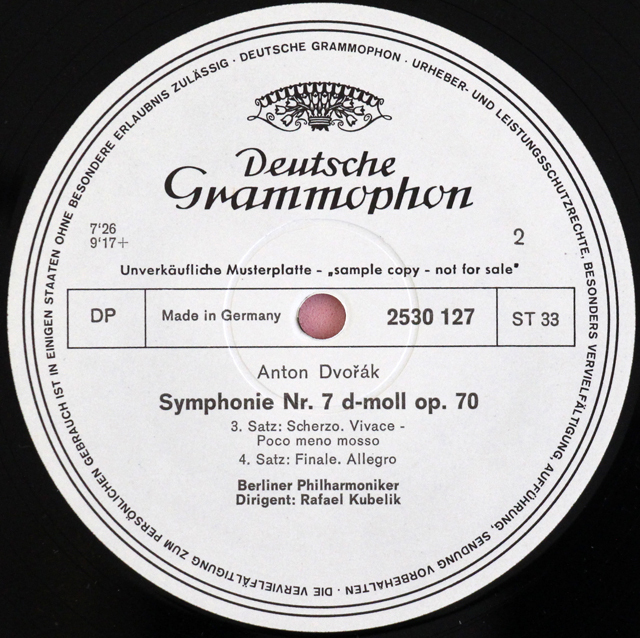 DEUTSCHE GRAMMOPHON · URHEBER- UND LEISTUNGSSCHUTZRECHTE, BESONDERS VERVIELFÄLTIGUNG, AUFFÜHRUNG, SENDUNG VORBEHALTEN · DIE VERVIELFÄLTIGUNG ZUM PERSÖNLICHEN GEBRAUCH IST IN EINIGEN STAATEN OHNE BESONDERE ERLAUBNIS ZULÄSSIG ·
Deutsche
Grammophon
7'26
9'17+
2
Unverkäufliche Musterplatte - „sample copy - not for sale"
DP Made in Germany 2530 127 ST 33
Anton Dvořák
Symphonie Nr. 7 d-moll op. 70
3. Satz: Scherzo. Vivace -
Poco meno mosso
4. Satz: Finale. Allegro
Berliner Philharmoniker
Dirigent: Rafael Kubelik